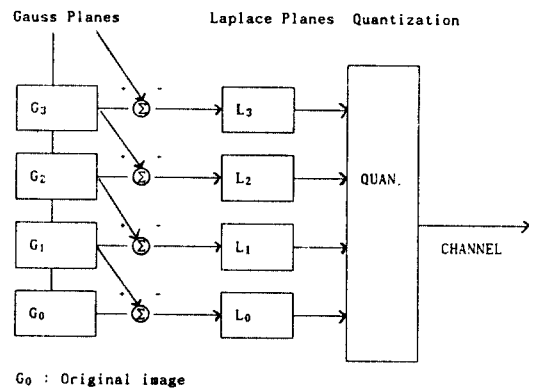 Gauss Planes Laplace Planes Quantization
+ -
G3 Σ L3
+ -
G2 Σ L2 QUAN.
+ -
G1 Σ L1 CHANNEL
+ -
G0 Σ L0
G0 : Original image